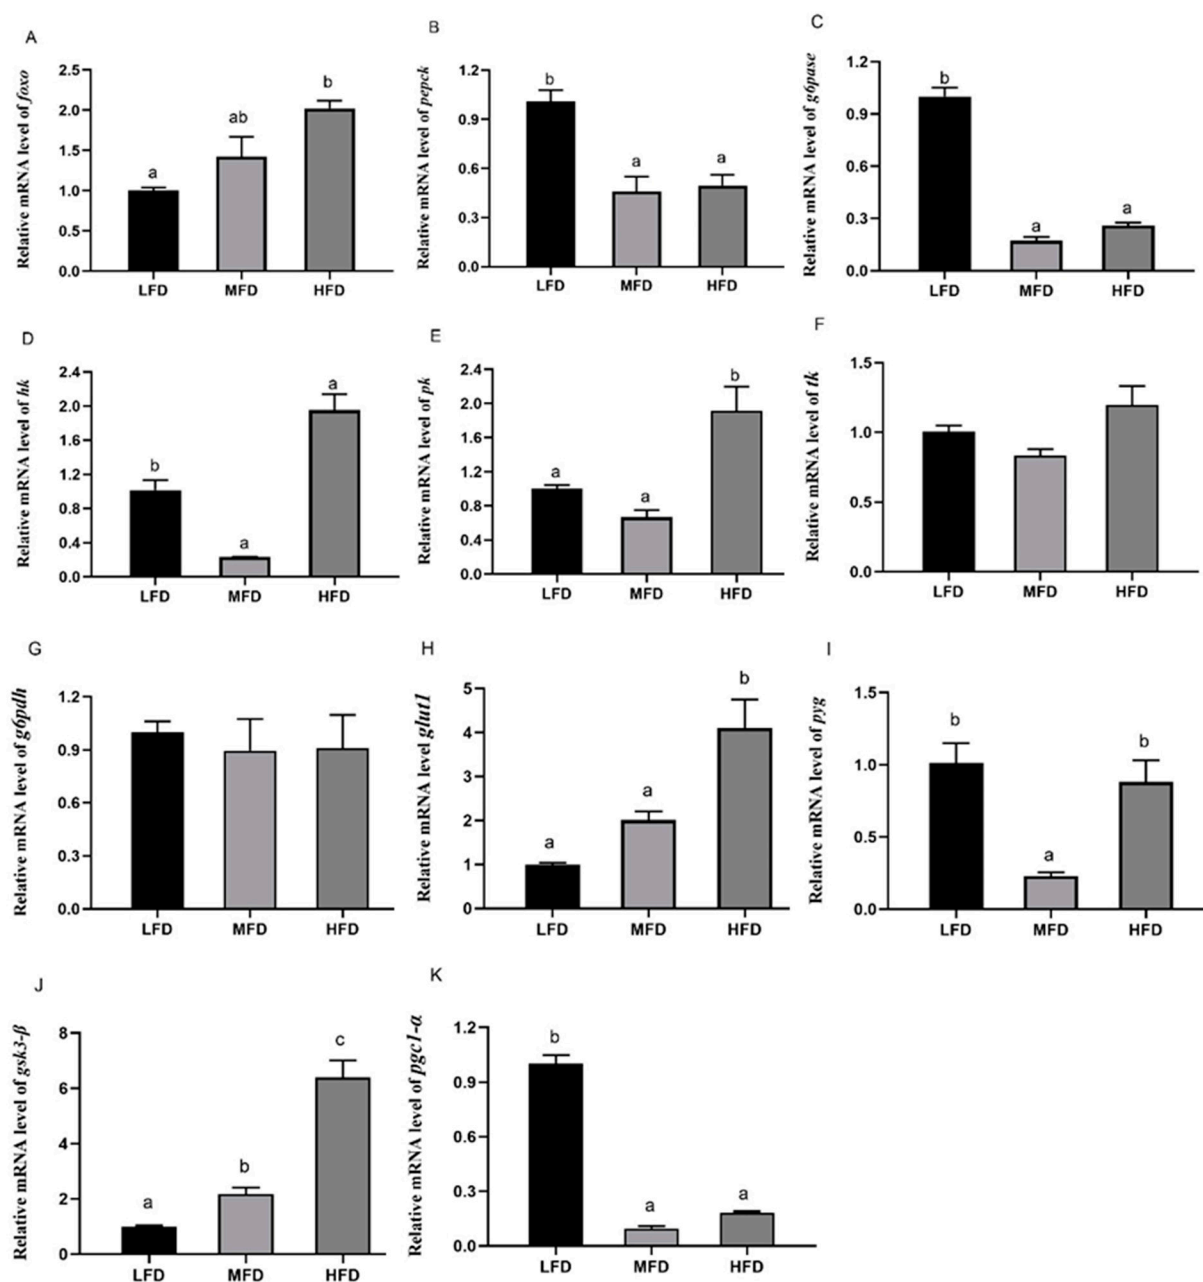 A
Relative mRNA level of foxo
2.5
2.0
1.5
1.0
0.5
0.0
a
ab
b
LFD
MFD
HFD
B
Relative mRNA level of pepck
1.2
0.9
0.6
0.3
0.0
b
a
a
LFD
MFD
HFD
C
Relative mRNA level of g6pase
1.2
0.9
0.6
0.3
0.0
b
a
a
LFD
MFD
HFD
D
Relative mRNA level of hk
2.4
2.0
1.6
1.2
0.8
0.4
0.0
b
a
a
LFD
MFD
HFD
E
Relative mRNA level of pk
2.4
2.0
1.6
1.2
0.8
0.4
0.0
a
a
b
LFD
MFD
HFD
F
Relative mRNA level of tk
1.5
1.0
0.5
0.0
LFD
MFD
HFD
G
Relative mRNA level of g6pdh
1.2
0.9
0.6
0.3
0.0
LFD
MFD
HFD
H
Relative mRNA level glut1
5
4
3
2
1
0
a
a
b
LFD
MFD
HFD
I
Relative mRNA level of pyg
1.5
1.0
0.5
0.0
b
a
b
LFD
MFD
HFD
J
Relative mRNA level of gsk3-β
8
6
4
2
0
a
b
c
LFD
MFD
HFD
K
Relative mRNA level of pgc1-α
1.2
0.9
0.6
0.3
0.0
b
a
a
LFD
MFD
HFD